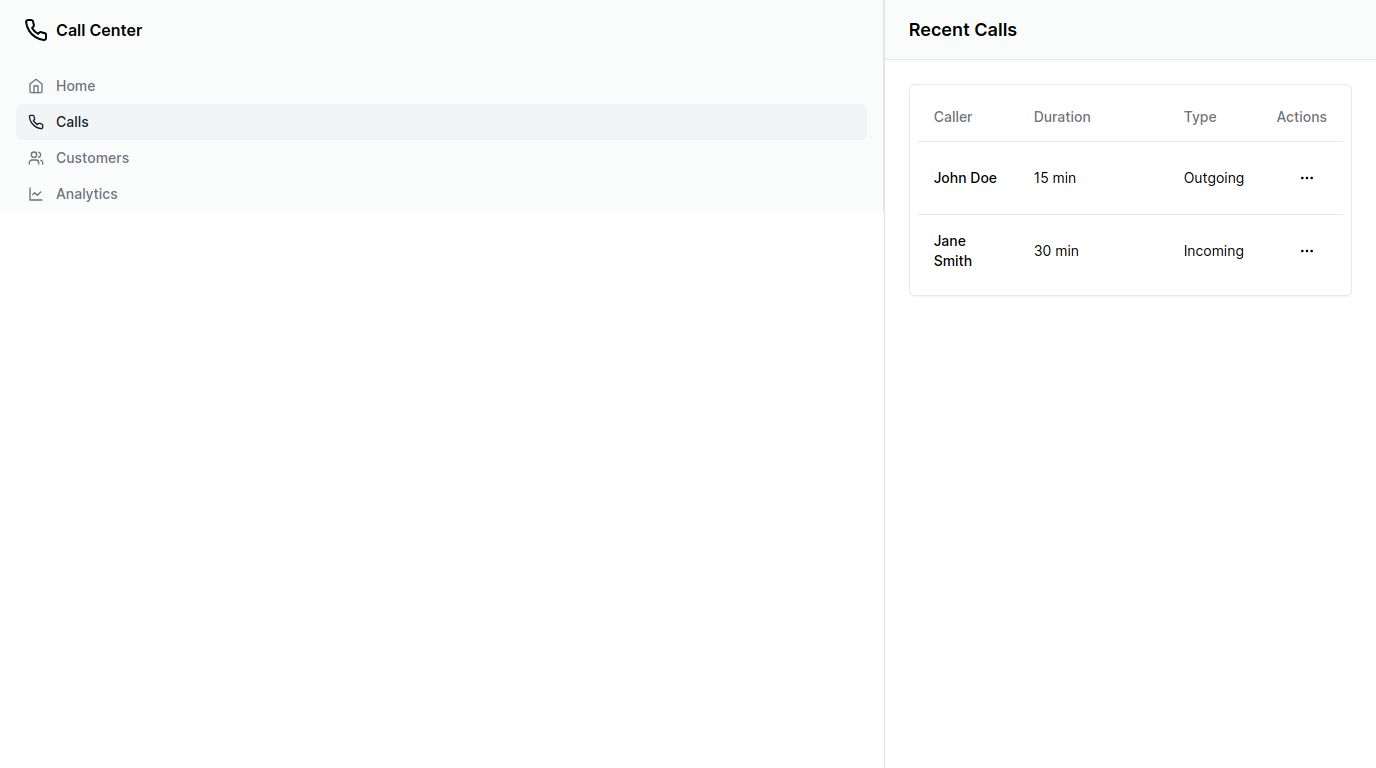 Call Center
Home
Calls
Customers
Analytics
Recent Calls
Caller Duration Type Actions
John Doe 15 min Outgoing
Jane
Smith 30 min Incoming